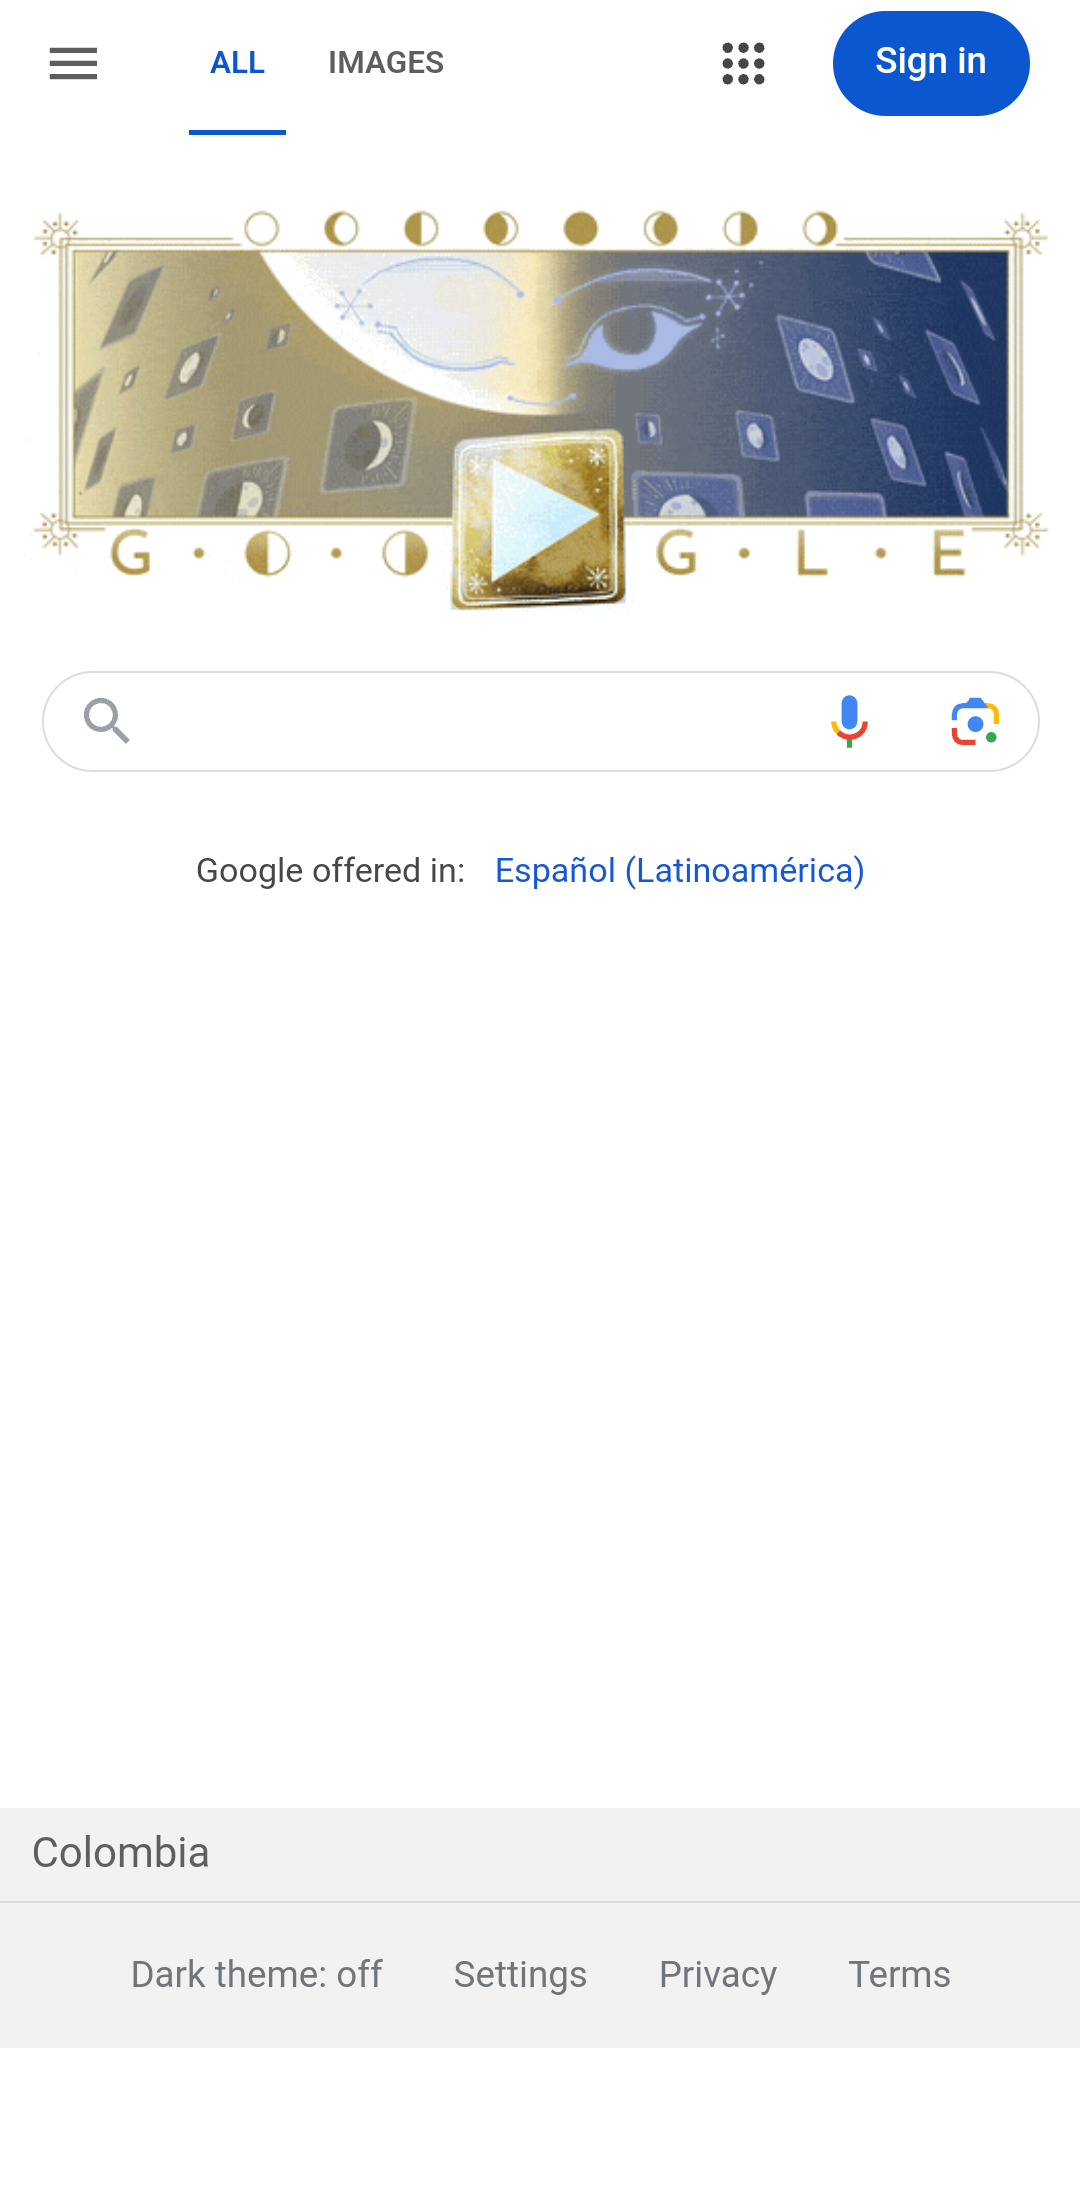 ALL IMAGES Sign in
G · O · O G · L · E
Google offered in: Español (Latinoamérica)
Colombia
Dark theme: off Settings Privacy Terms